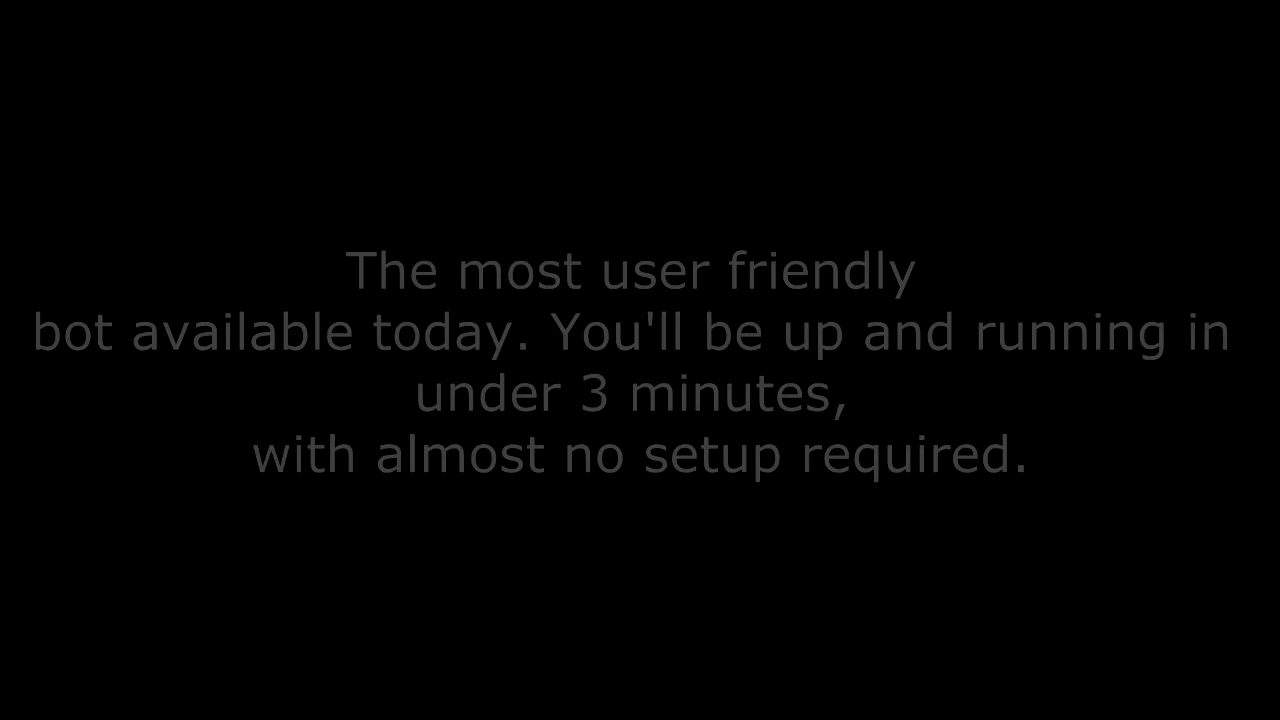 The most user friendly
bot available today. You'll be up and running in
under 3 minutes,
with almost no setup required.